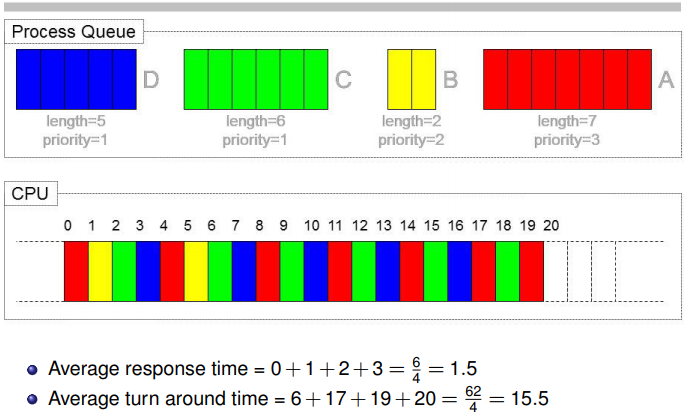 Process Queue
D C B A
length=5 length=6 length=2 length=7
priority=1 priority=1 priority=2 priority=3
CPU
0 1 2 3 4 5 6 7 8 9 10 11 12 13 14 15 16 17 18 19 20
Average response time = 0+1+2+3 = 6/4 = 1.5
Average turn around time = 6+17+19+20 = 62/4 = 15.5